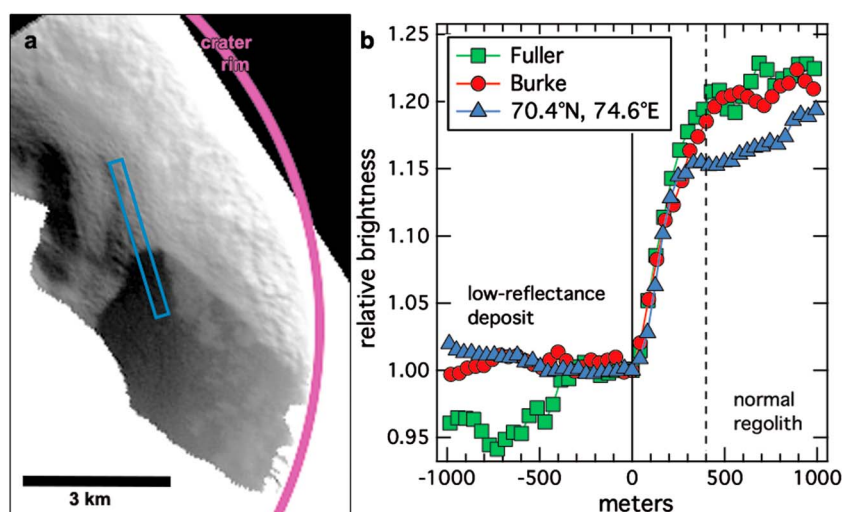 a
crater
rim
3 km
b
relative brightness
1.25
1.20
1.15
1.10
1.05
1.00
0.95
Fuller
Burke
70.4°N, 74.6°E
low-reflectance
deposit
normal
regolith
-1000
-500
0
500
1000
meters